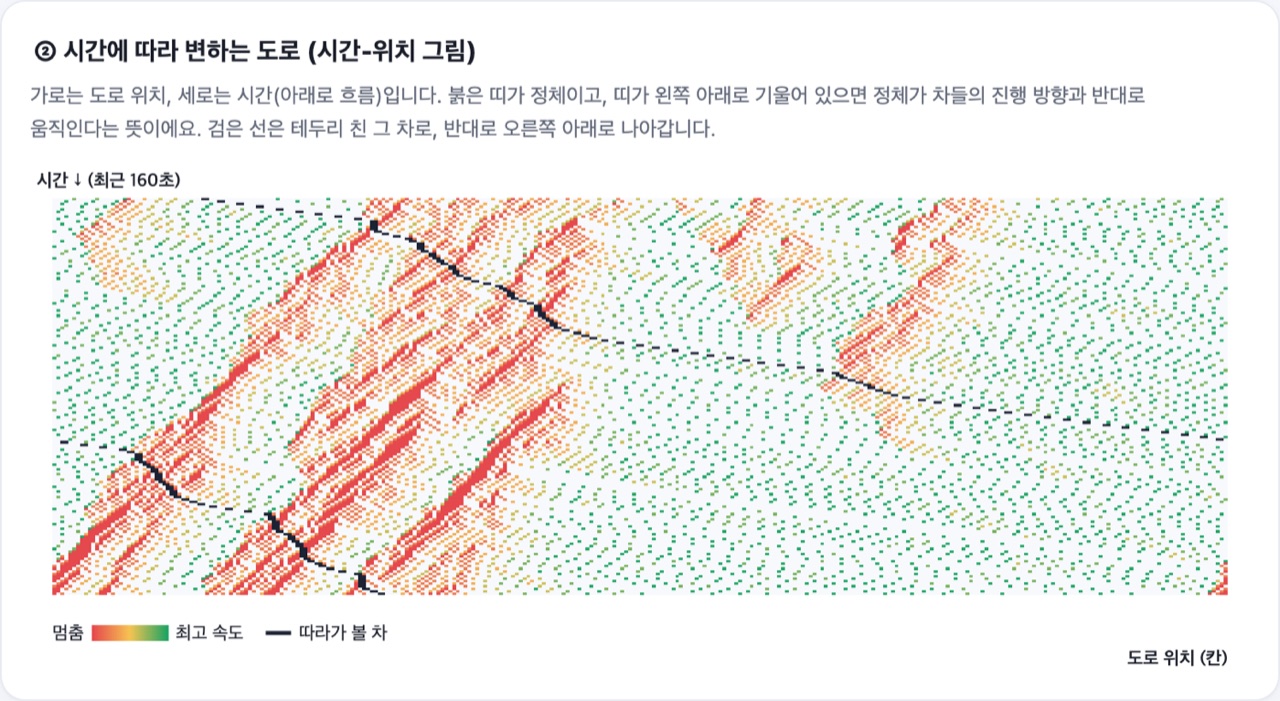 ② 시간에 따라 변하는 도로 (시간-위치 그림)
가로는 도로 위치, 세로는 시간(아래로 흐름)입니다. 붉은 띠가 정체이고, 띠가 왼쪽 아래로 기울어 있으면 정체가 차들의 진행 방향과 반대로
움직인다는 뜻이에요. 검은 선은 테두리 친 그 차로, 반대로 오른쪽 아래로 나아갑니다.
시간 ↓ (최근 160초)
멈춤 최고 속도 따라가 볼 차
도로 위치 (칸)